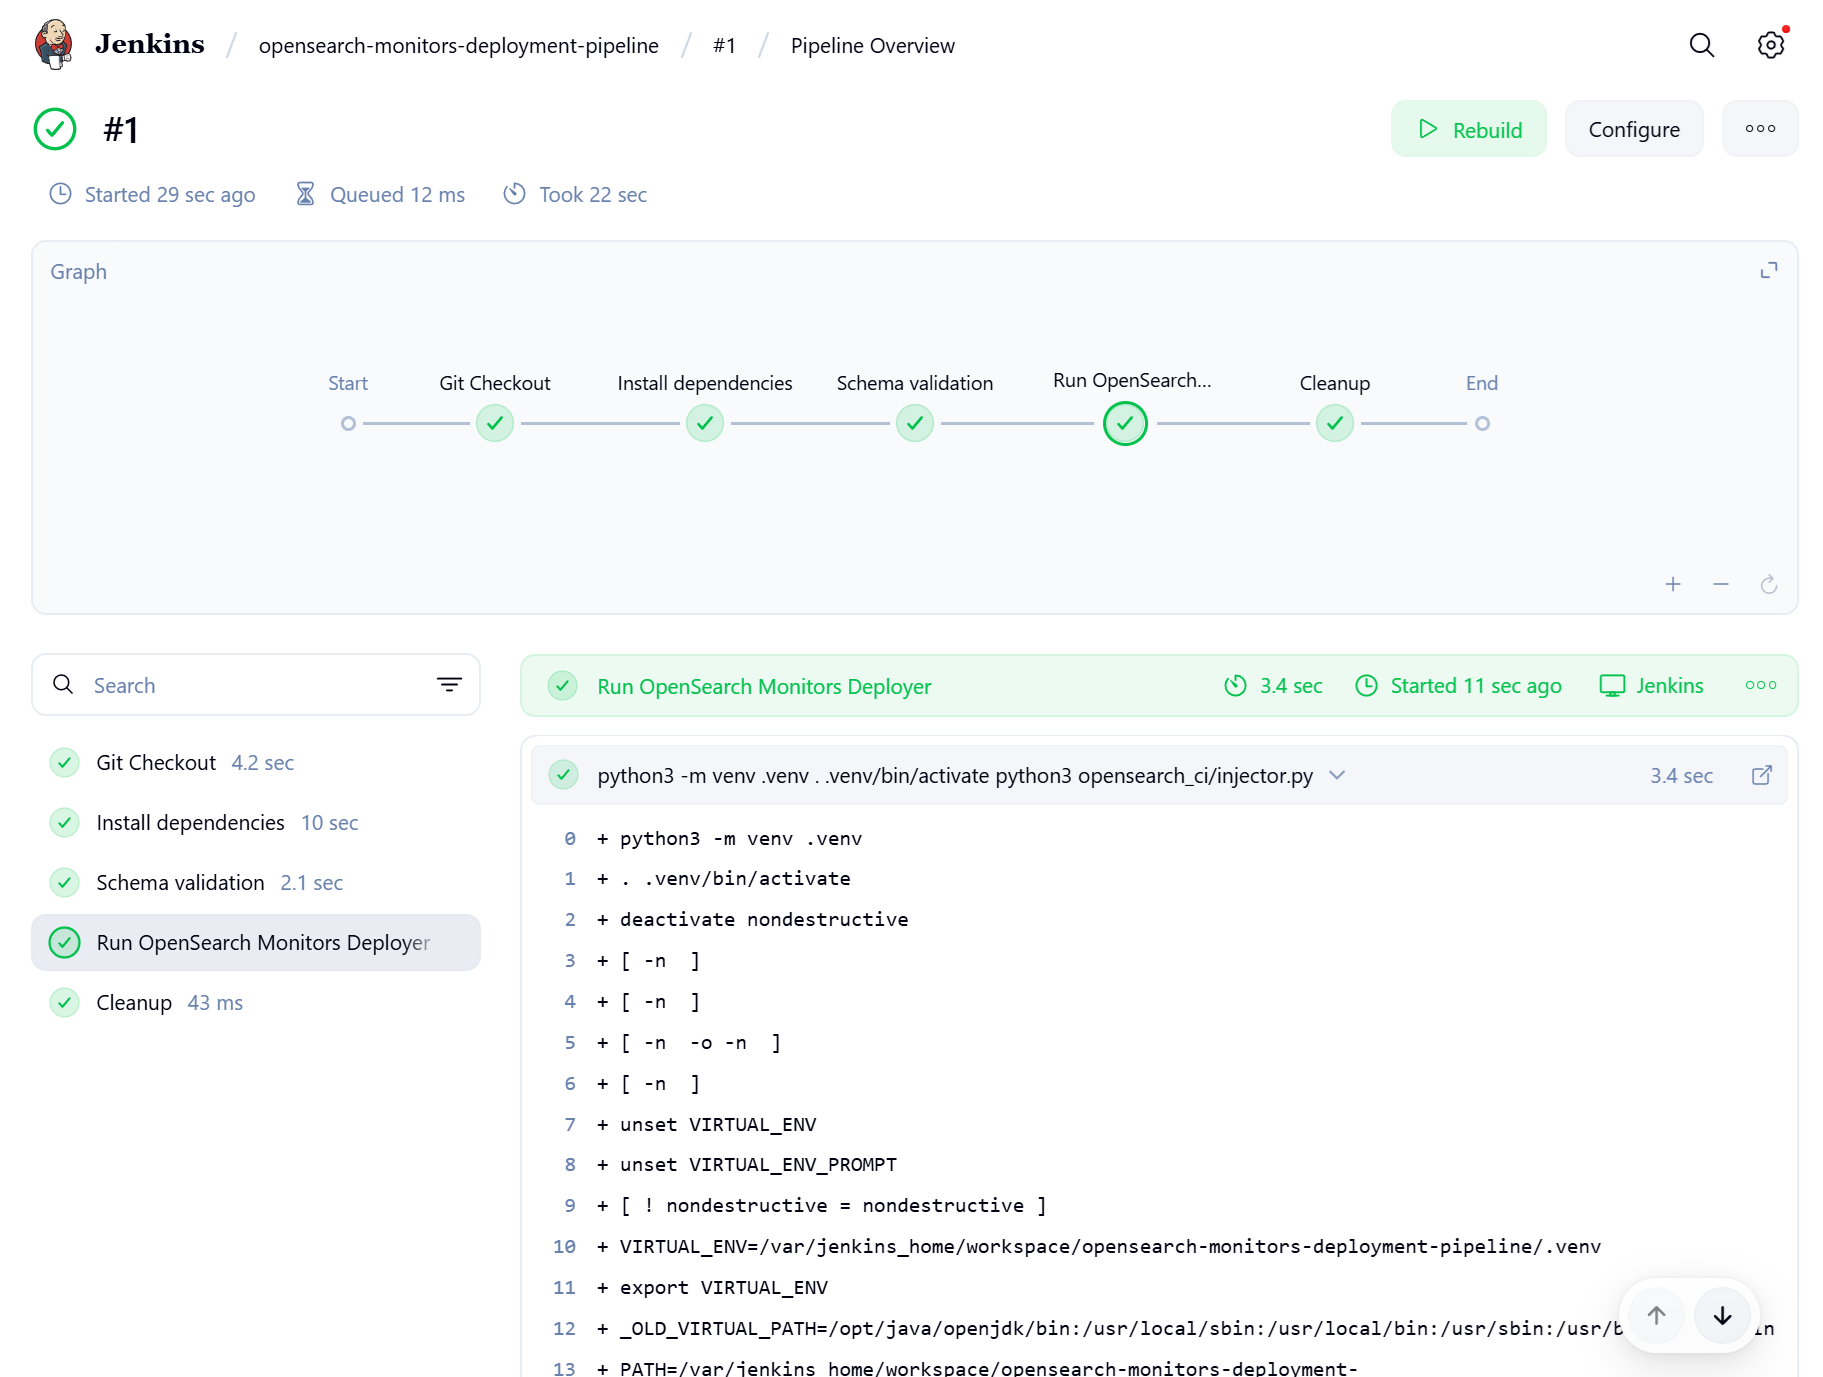 Jenkins / opensearch-monitors-deployment-pipeline / #1 / Pipeline Overview
#1
Rebuild
Configure
Started 29 sec ago
Queued 12 ms
Took 22 sec
Graph
Start
Git Checkout
Install dependencies
Schema validation
Run OpenSearch...
Cleanup
End
Search
Git Checkout 4.2 sec
Install dependencies 10 sec
Schema validation 2.1 sec
Run OpenSearch Monitors Deployer
Cleanup 43 ms
Run OpenSearch Monitors Deployer
3.4 sec
Started 11 sec ago
Jenkins
python3 -m venv .venv . .venv/bin/activate python3 opensearch_ci/injector.py
3.4 sec
0 + python3 -m venv .venv
1 + . .venv/bin/activate
2 + deactivate nondestructive
3 + [ -n  ]
4 + [ -n  ]
5 + [ -n  -o -n  ]
6 + [ -n  ]
7 + unset VIRTUAL_ENV
8 + unset VIRTUAL_ENV_PROMPT
9 + [ ! nondestructive = nondestructive ]
10 + VIRTUAL_ENV=/var/jenkins_home/workspace/opensearch-monitors-deployment-pipeline/.venv
11 + export VIRTUAL_ENV
12 + _OLD_VIRTUAL_PATH=/opt/java/openjdk/bin:/usr/local/sbin:/usr/local/bin:/usr/sbin:/usr/
13 + PATH=/var/jenkins_home/workspace/opensearch-monitors-deployment-